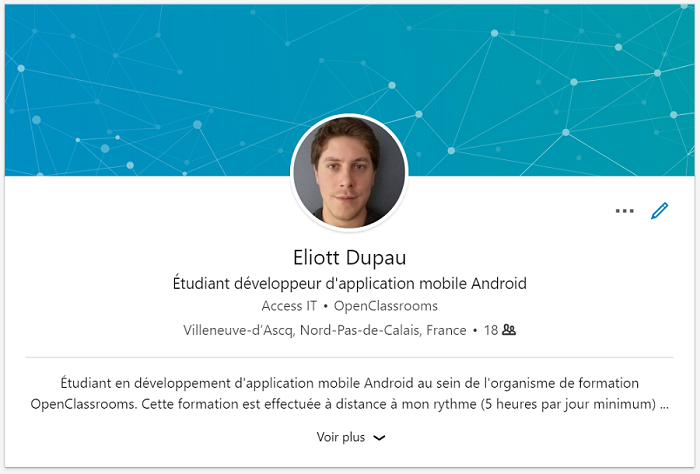 Eliott Dupau
Étudiant développeur d'application mobile Android
Access IT • OpenClassrooms
Villeneuve-d'Ascq, Nord-Pas-de-Calais, France • 18
Étudiant en développement d'application mobile Android au sein de l'organisme de formation
OpenClassrooms. Cette formation est effectuée à distance à mon rythme (5 heures par jour minimum) ...
Voir plus